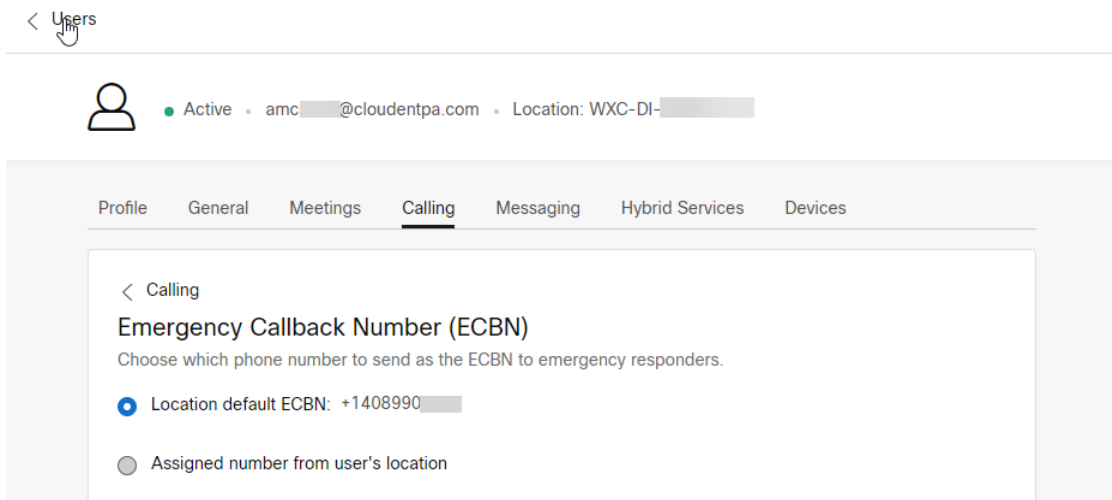 Users
Active amc @cloudentpa.com Location: WXC-DI-
Profile General Meetings Calling Messaging Hybrid Services Devices
Calling
Emergency Callback Number (ECBN)
Choose which phone number to send as the ECBN to emergency responders.
Location default ECBN: +1408990
Assigned number from user's location